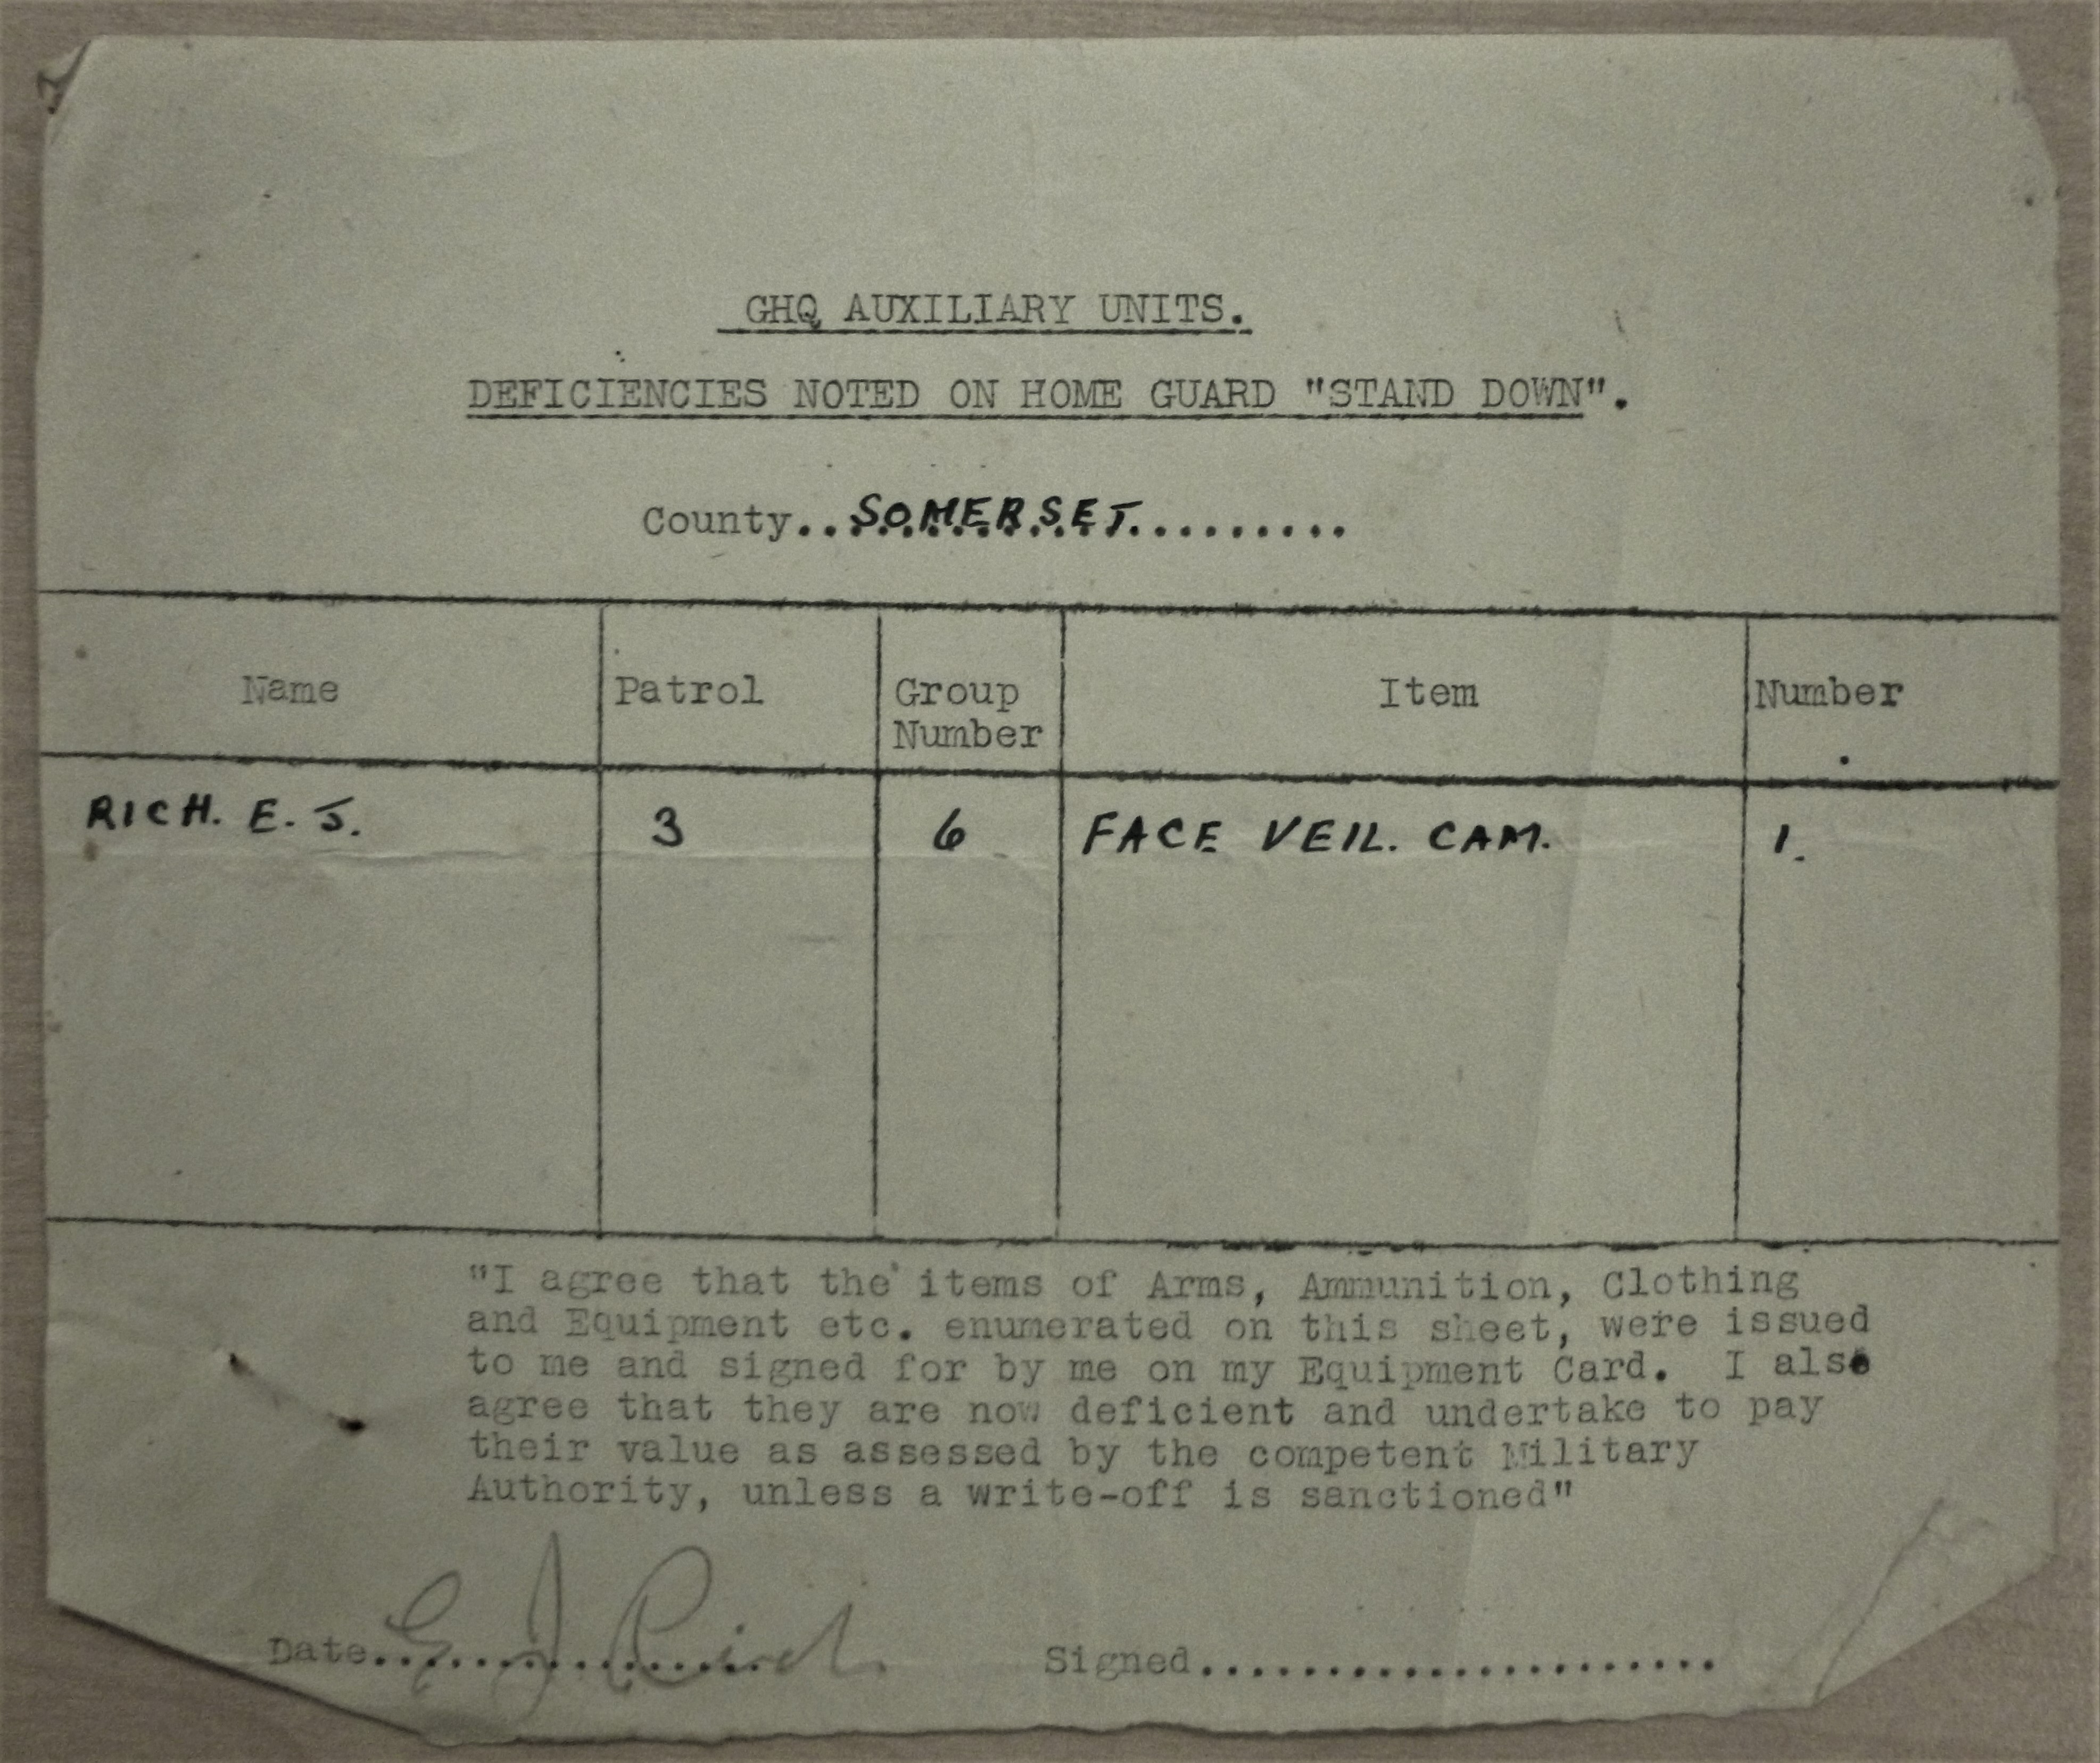 GHQ AUXILIARY UNITS.
DEFICIENCIES NOTED ON HOME GUARD "STAND DOWN".
County..SOMERSET.........
Name Patrol Group Number Item Number
RICH. E. J. 3 6 FACE VEIL. CAM. 1.
"I agree that the items of Arms, Ammunition, Clothing
and Equipment etc. enumerated on this sheet, were issued
to me and signed for by me on my Equipment Card. I also
agree that they are now deficient and undertake to pay
their value as assessed by the competent Military
Authority, unless a write-off is sanctioned"
Date...E J Rich Signed.....................